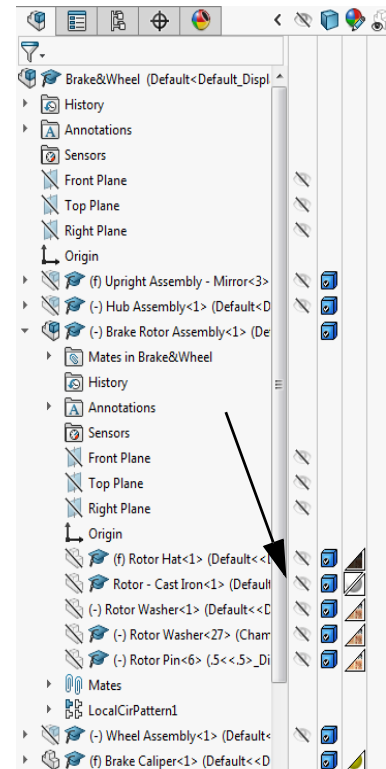 Brake&Wheel (Default<Default_Displ
History
Annotations
Sensors
Front Plane
Top Plane
Right Plane
Origin
(f) Upright Assembly - Mirror<3>
(-) Hub Assembly<1> (Default<D
(-) Brake Rotor Assembly<1> (De
Mates in Brake&Wheel
History
Annotations
Sensors
Front Plane
Top Plane
Right Plane
Origin
(f) Rotor Hat<1> (Default<<
Rotor - Cast Iron<1> (Default
(-) Rotor Washer<1> (Default<<D
(-) Rotor Washer<27> (Cham
(-) Rotor Pin<6> (.5<<.5>_Di
Mates
LocalCirPattern1
(-) Wheel Assembly<1> (Default<
(f) Brake Caliper<1> (Default<<D